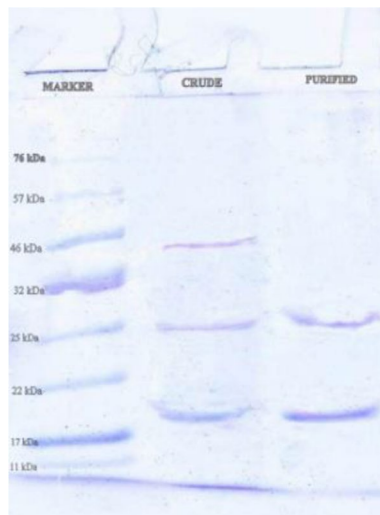 MARKER CRUDE PURIFIED
76 kDa
57 kDa
46 kDa
32 kDa
25 kDa
22 kDa
17 kDa
11 kDa